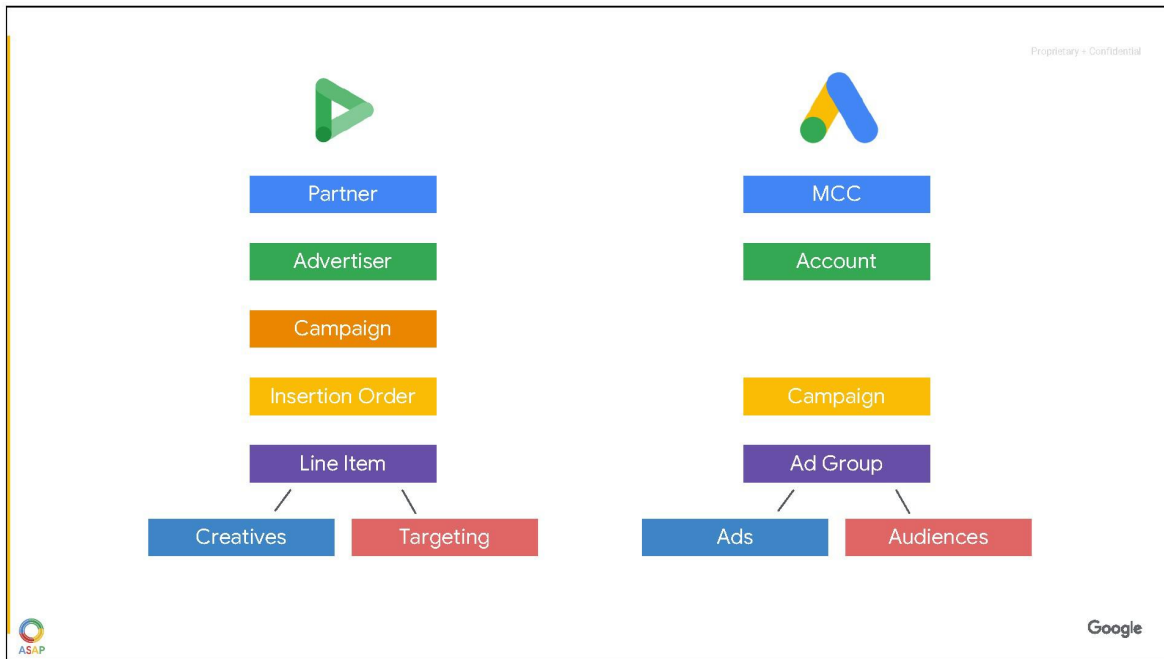 Proprietary + Confidential
Partner
MCC
Advertiser
Account
Campaign
Insertion Order
Campaign
Line Item
Ad Group
Creatives
Targeting
Ads
Audiences
ASAP
Google